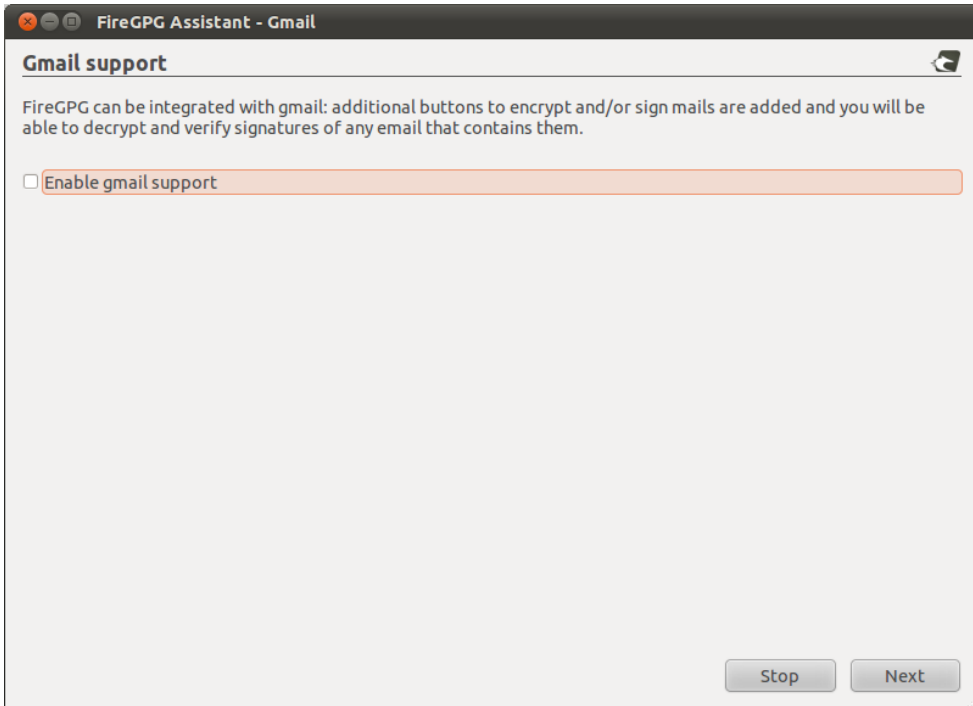 FireGPG Assistant - Gmail
Gmail support
FireGPG can be integrated with gmail: additional buttons to encrypt and/or sign mails are added and you will be
able to decrypt and verify signatures of any email that contains them.
Enable gmail support
Stop
Next